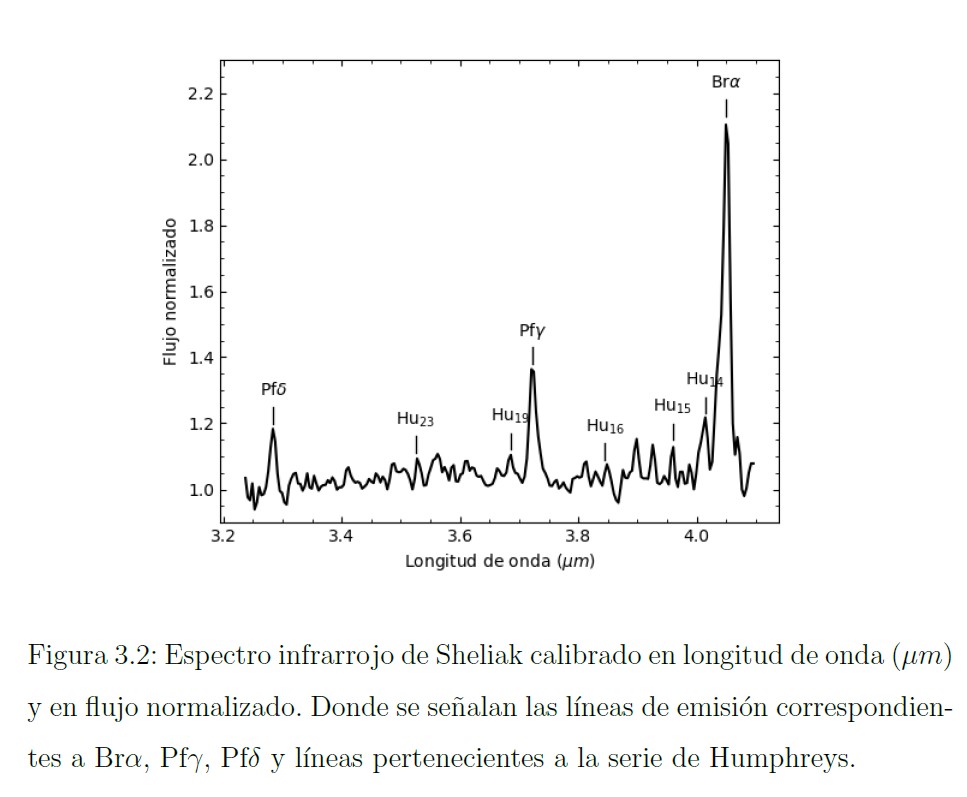 Brα
2.2
2.0
1.8
1.6
1.4
1.2
1.0
Flujo normalizado
Pfγ
Pfδ
Hu14
Hu15
Hu23
Hu19
Hu16
3.2 3.4 3.6 3.8 4.0
Longitud de onda (μm)
Figura 3.2: Espectro infrarrojo de Sheliak calibrado en longitud de onda (μm)
y en flujo normalizado. Donde se señalan las líneas de emisión correspondien-
tes a Brα, Pfγ, Pfδ y líneas pertenecientes a la serie de Humphreys.